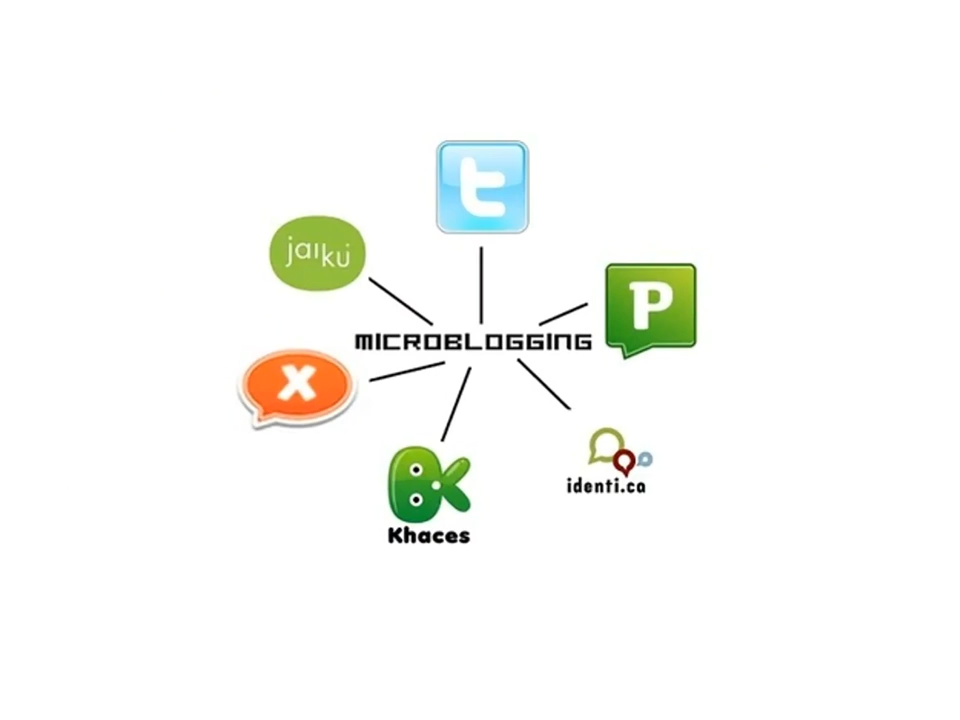 t
jaiku
P
MICROBLOGGING
x
identi.ca
Khaces